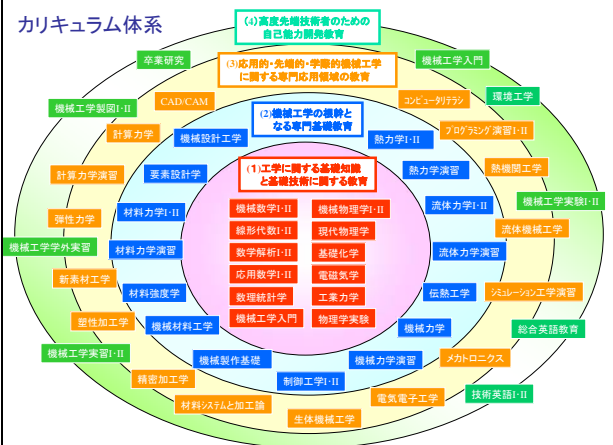 カリキュラム体系
(4)高度先端技術者のための
自己能力開発教育
卒業研究
機械工学入門
(3)応用的・先端的・学際的機械工学
に関する専門応用領域の教育
機械工学製図I・II
CAD/CAM
コンピュータリテラシ
環境工学
(2)機械工学の根幹と
なる専門基礎教育
計算力学
機械設計工学
熱力学I・II
プログラミング演習I・II
(1)工学に関する基礎知識
と基礎技術に関する教育
計算力学演習
要素設計学
熱力学演習
熱機関工学
機械数学I・II
機械物理学I・II
弾性力学
材料力学I・II
線形代数I・II
現代物理学
流体力学I・II
機械工学実験I・II
流体機械工学
機械工学学外実習
材料力学演習
数学解析I・II
基礎化学
流体力学演習
新素材工学
応用数学I・II
電磁気学
材料強度学
数理統計学
工業力学
伝熱工学
シミュレーション工学演習
塑性加工学
機械材料工学
機械工学入門
物理学実験
機械力学
総合英語教育
機械工学実習I・II
機械製作基礎
機械力学演習
メカトロニクス
精密加工学
制御工学I・II
技術英語I・II
材料システムと加工論
電気電子工学
生体機械工学